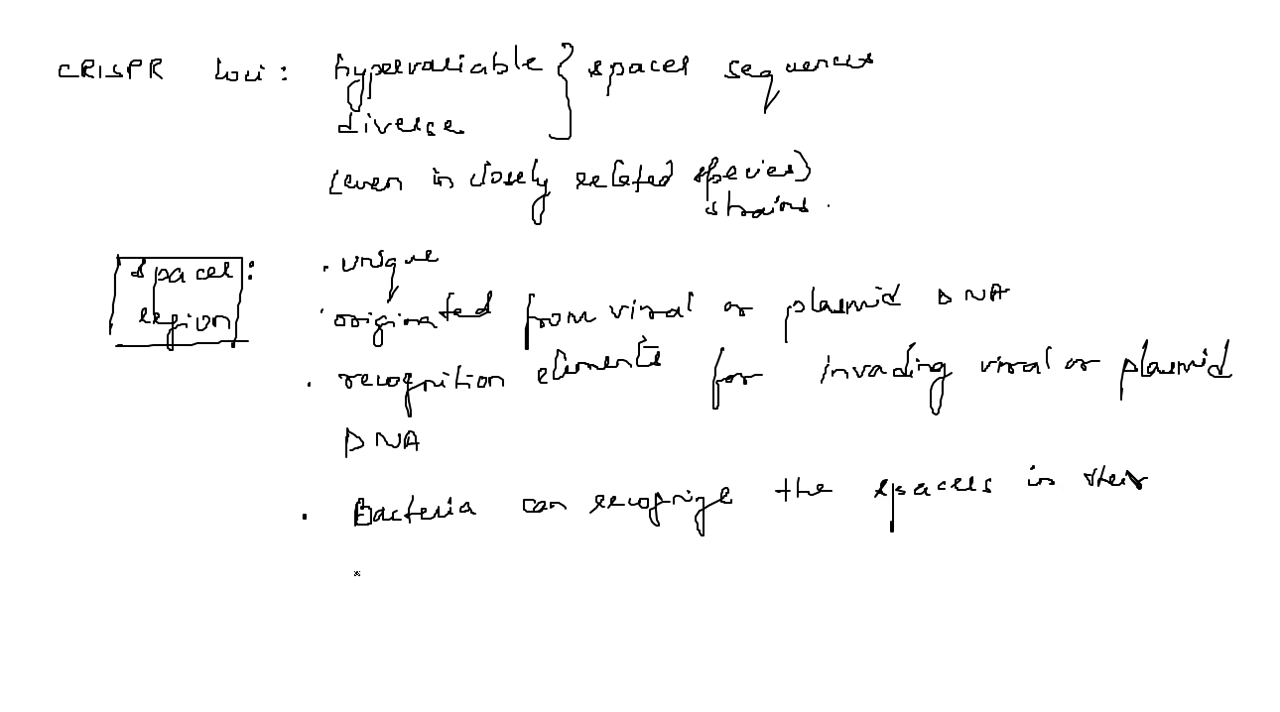 CRISPR loci : hypervariable } spacer sequences
diverse
(even in closely related species)
strains .
spacer region :
. unique
. originated from viral or plasmid DNA
. recognition elements for invading viral or plasmid
DNA
. Bacteria can recognize the spacers in their